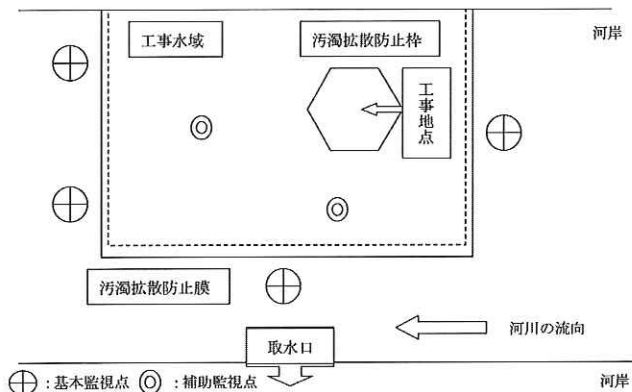 工事水域
汚濁拡散防止枠
河岸
工事地点
汚濁拡散防止膜
河川の流向
取水口
:基本監視点
:補助監視点
河岸